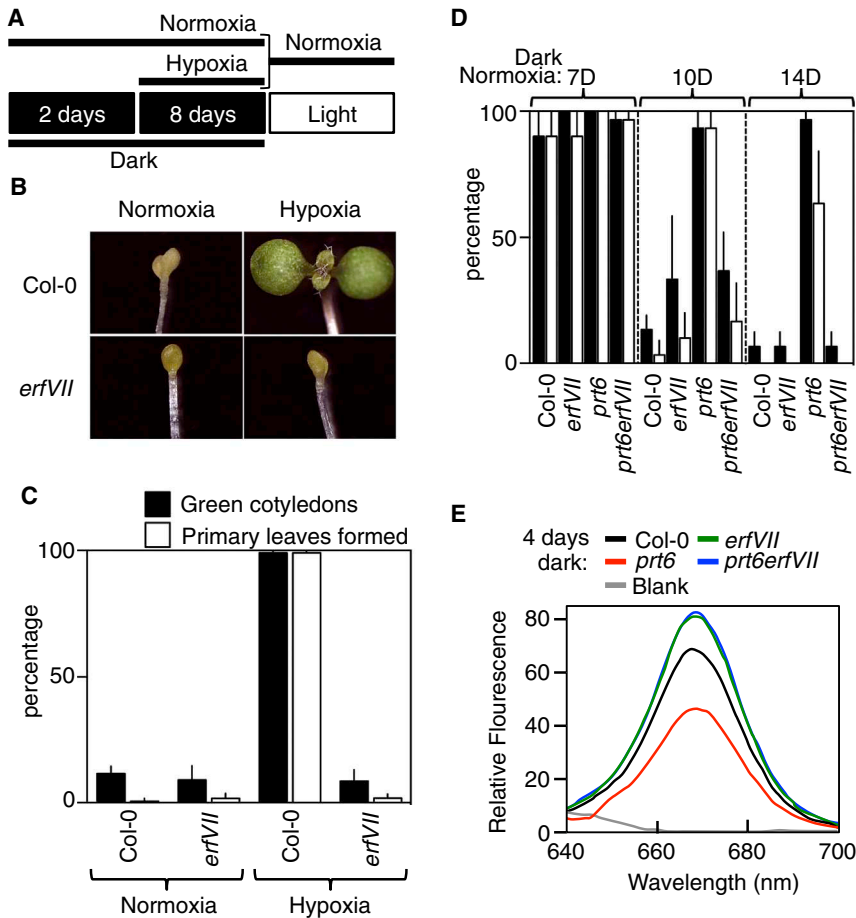 A
Normoxia
Normoxia
Hypoxia
2 days
8 days
Light
Dark
B
Normoxia
Hypoxia
Col-0
erfVII
C
Green cotyledons
Primary leaves formed
percentage
100
50
0
Col-0
erfVII
Col-0
erfVII
Normoxia
Hypoxia
D
Dark
Normoxia: 7D 10D 14D
percentage
100
50
0
Col-0
erfVII
prt6
prt6erfVII
Col-0
erfVII
prt6
prt6erfVII
Col-0
erfVII
prt6
prt6erfVII
E
4 days
dark:
Col-0
erfVII
prt6
prt6erfVII
Blank
Relative Flourescence
80
60
40
20
0
640
660
680
700
Wavelength (nm)